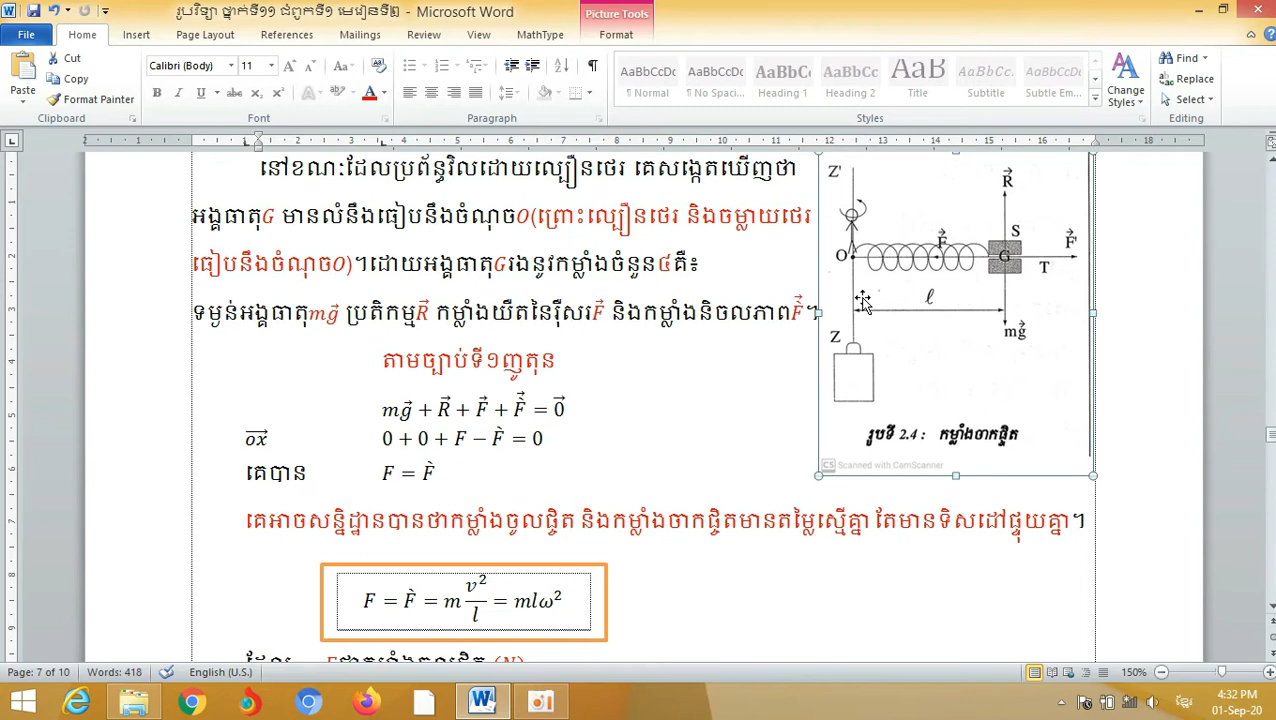 រូបវិទ្យា ថ្នាក់ទី១១ ជំពូកទី១ មេរៀនទី២ - Microsoft Word
Picture Tools
File
Home
Insert
Page Layout
References
Mailings
Review
View
MathType
Format
Cut
Copy
Format Painter
Paste
Calibri (Body)
11
AaBbCcDc
AaBbCcDc
AaBbCc
AaBbCc
AaB
AaBbCcL
AaBbCcDc
¶ Normal
¶ No Spaci...
Heading
Heading 2
Title
Subtitle
Subtle Em...
Change Styles
Find
Replace
Select
Clipboard
Font
Paragraph
Styles
Editing
នៅខណៈដែលប្រព័ន្ធវិលដោយល្បឿនថេរ គេសង្កេតឃើញថា
អង្គធាតុG មានលំនឹងធៀបនឹងចំណុចO(ព្រោះល្បឿនថេរ និងចម្ងាយថេរ
ធៀបនឹងចំណុចO)។ដោយអង្គធាតុGរងនូវកម្លាំងចំនួន៤គឺ៖
ទម្ងន់អង្គធាតុmg⃗ ប្រតិកម្មR⃗ កម្លាំងយឺតនៃរ៉ឺសរF⃗ និងកម្លាំងនិចលភាពF̀⃗។
តាមច្បាប់ទី១ញូតុន
mg⃗ + R⃗ + F⃗ + F̀⃗ = 0⃗
ox⃗ 0 + 0 + F − F̀ = 0
គេបាន F = F̀
គេអាចសន្និដ្ឋានបានថាកម្លាំងចូលផ្ចិត និងកម្លាំងចាកផ្ចិតមានតម្លៃស្មើគ្នា តែមានទិសដៅផ្ទុយគ្នា។
F = F̀ = m v²/l = mlω²
ដែល Fជាកម្លាំងចូលផ្ចិត (N)
Z'
R⃗
S
F⃗
F⃗'
O
G
T
ℓ
Z
mg⃗
រូបទី 2.4 : កម្លាំងចាកផ្ចិត
CS Scanned with CamScanner
Page: 7 of 10
Words: 418
English (U.S.)
150%
4:32 PM
01-Sep-20